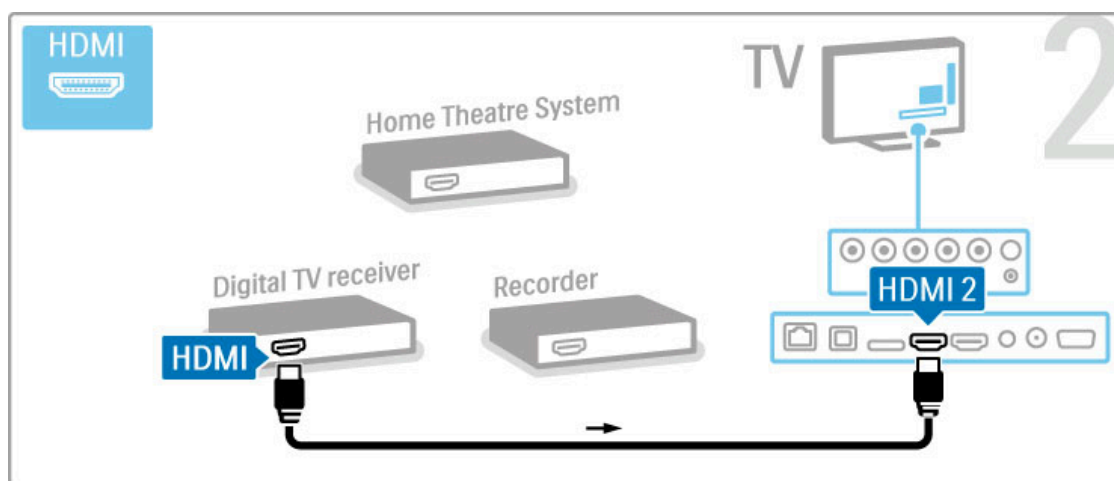 HDMI
TV
2
Home Theatre System
Digital TV receiver
Recorder
HDMI 2
HDMI